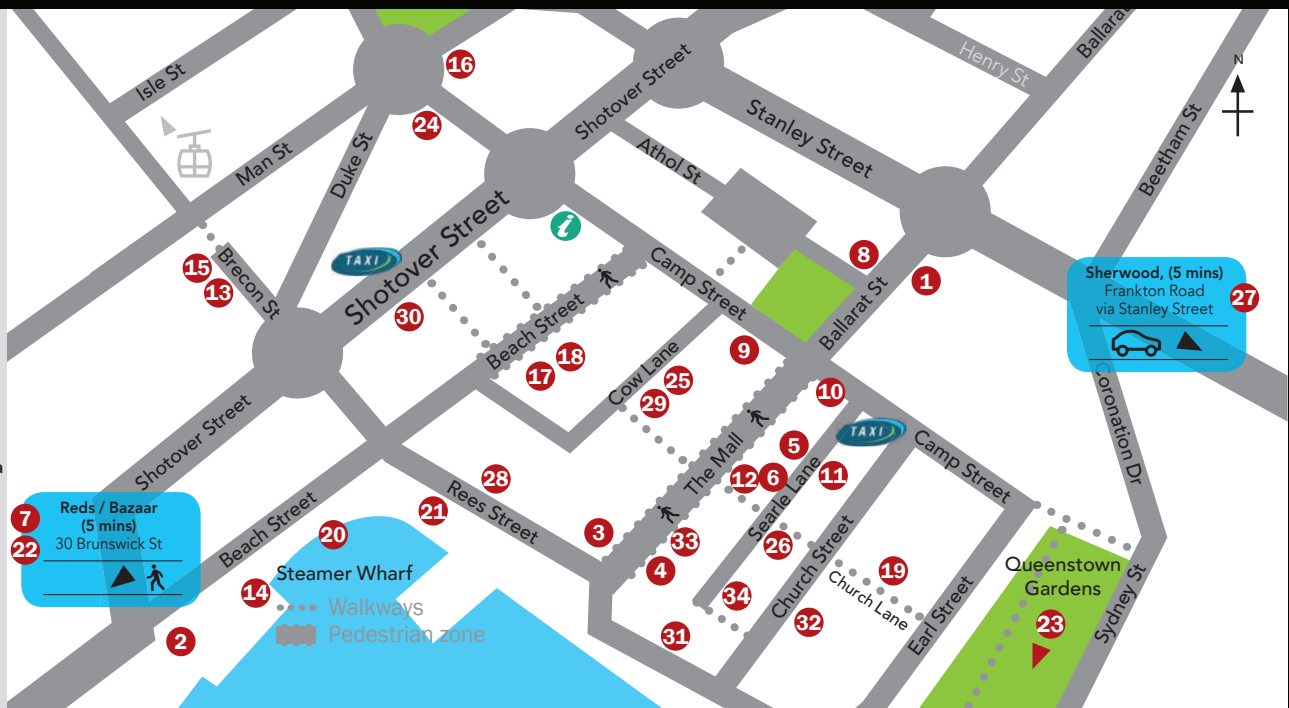 Isle St
16
Shotover Street
Henry St
Ballarat
N
24
Man St
Duke St
Athol St
Stanley Street
Beetham St
i
Shotover Street
TAXI
15
13
Brecon St
30
Camp Street
8
Ballarat St
1
Sherwood, (5 mins)
Frankton Road
via Stanley Street
27
Beach Street
17
18
9
Cow Lane
25
29
10
TAXI
Camp Street
Coronation Dr
Shotover Street
The Mall
5
12
6
11
Searle Lane
28
Rees Street
21
a
7
22
Reds / Bazaar
(5 mins)
30 Brunswick St
Beach Street
20
Steamer Wharf
14
Walkways
Pedestrian zone
2
3
33
4
26
34
31
Church Street
32
19
Church Lane
Earl Street
Queenstown
Gardens
23
Sydney St